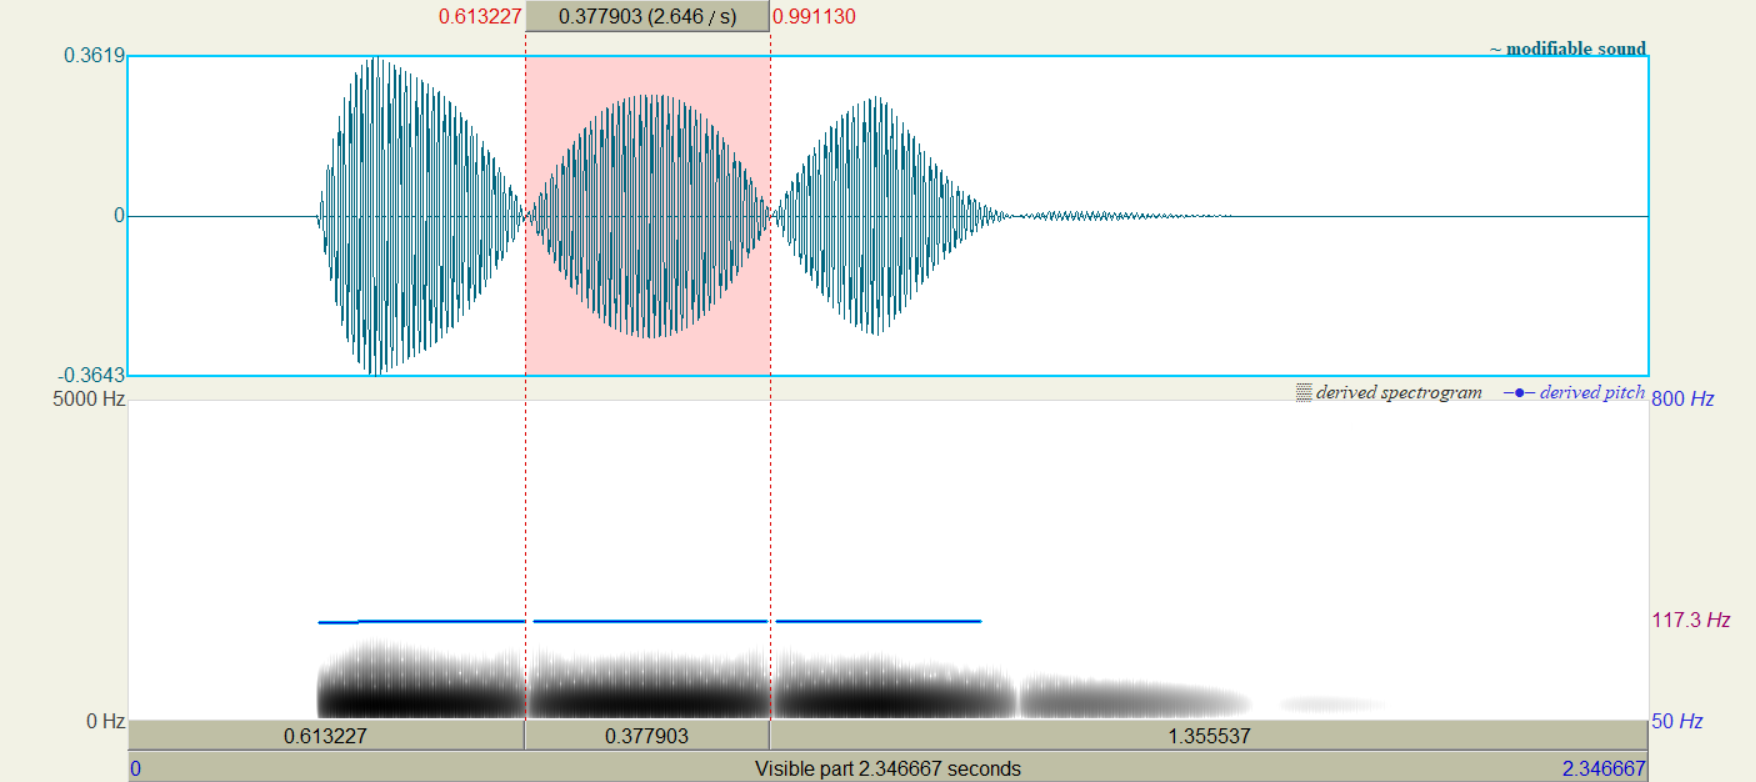 0.613227 0.377903 (2.646 / s) 0.991130
0.3619 ~ modifiable sound
0
-0.3643
5000 Hz derived spectrogram derived pitch 800 Hz
117.3 Hz
0 Hz 50 Hz
0.613227 0.377903 1.355537
0 Visible part 2.346667 seconds 2.346667